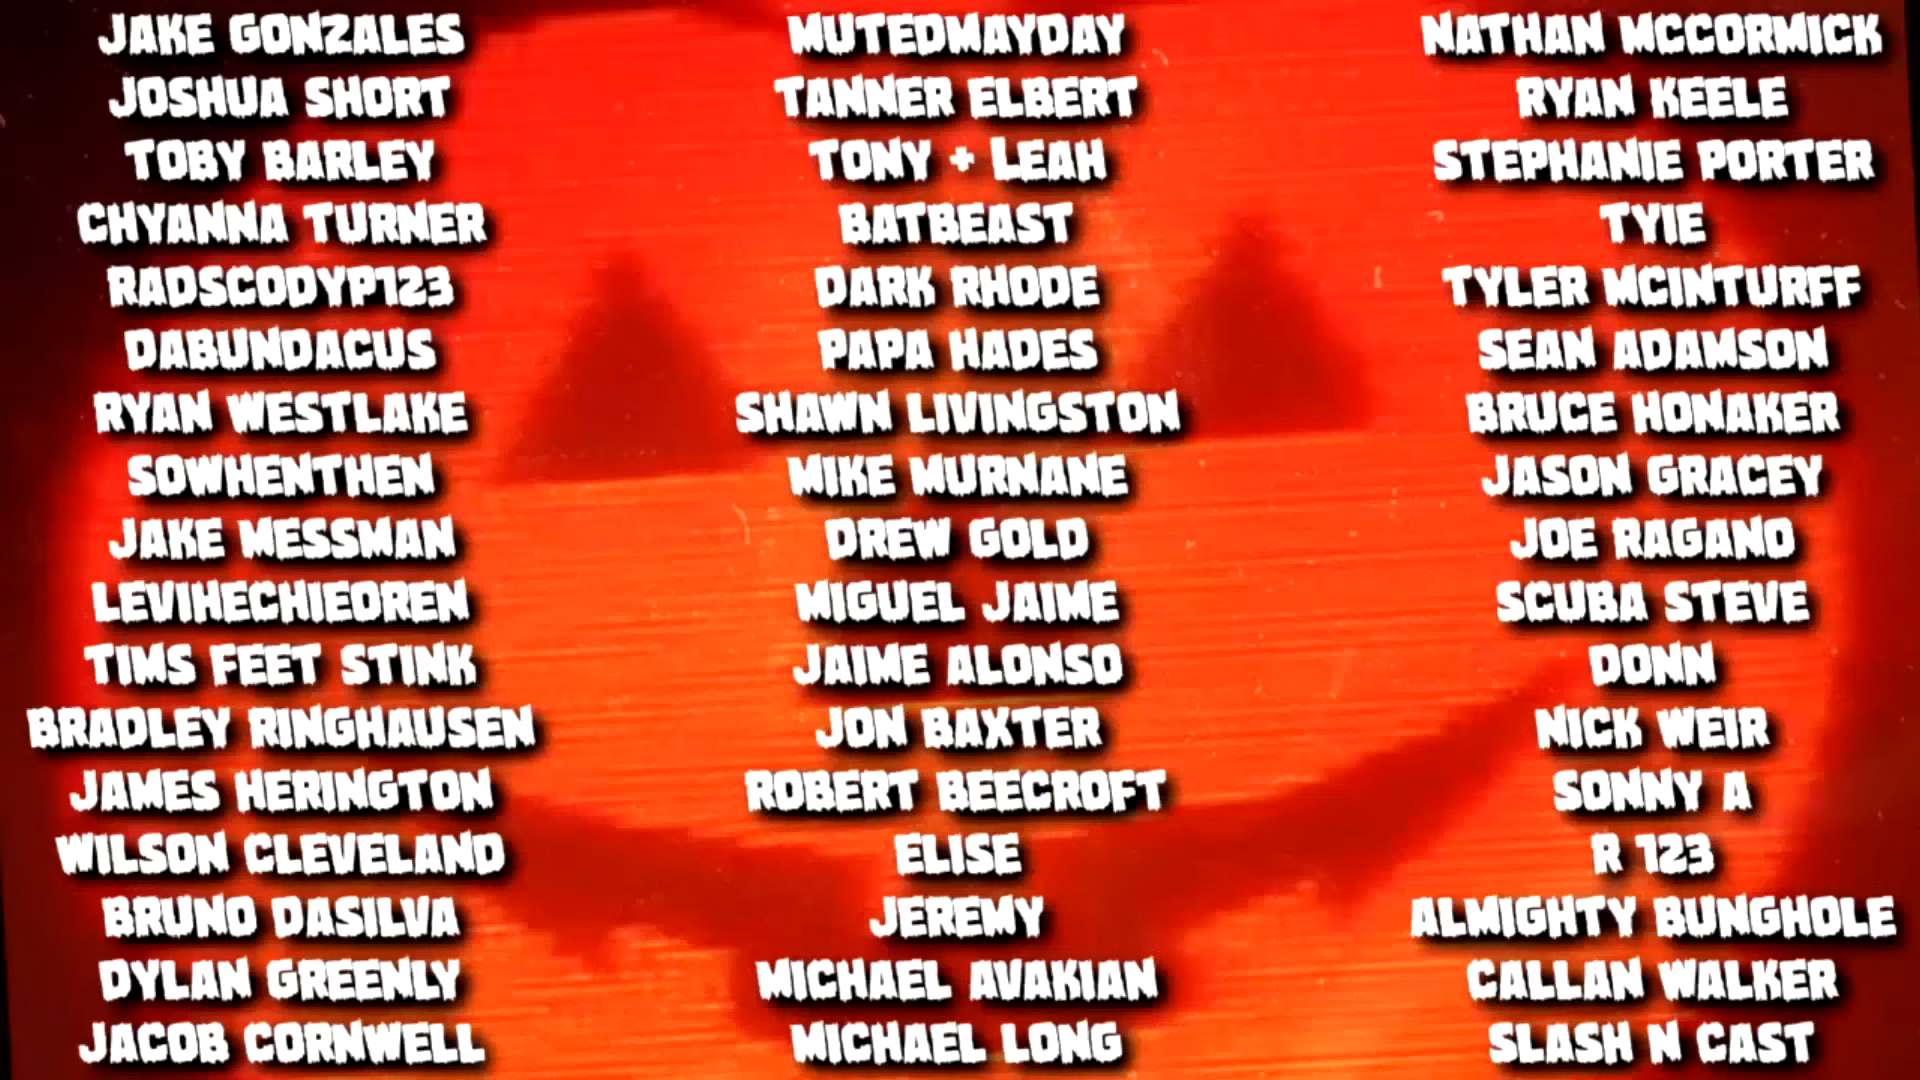 JAKE GONZALES
JOSHUA SHORT
TOBY BARLEY
CHYANNA TURNER
RADSCODYP123
DABUNDACUS
RYAN WESTLAKE
SOWHENTHEN
JAKE MESSMAN
LEVIHECHIEOREN
TIMS FEET STINK
BRADLEY RINGHAUSEN
JAMES HERINGTON
WILSON CLEVELAND
BRUNO DASILVA
DYLAN GREENLY
JACOB CORNWELL
MUTEDMAYDAY
TANNER ELBERT
TONY + LEAH
BATBEAST
DARK RHODE
PAPA HADES
SHAWN LIVINGSTON
MIKE MURNANE
DREW GOLD
MIGUEL JAIME
JAIME ALONSO
JON BAXTER
ROBERT BEECROFT
ELISE
JEREMY
MICHAEL AVAKIAN
MICHAEL LONG
NATHAN MCCORMICK
RYAN KEELE
STEPHANIE PORTER
TYIE
TYLER MCINTURFF
SEAN ADAMSON
BRUCE HONAKER
JASON GRACEY
JOE RAGANO
SCUBA STEVE
DONN
NICK WEIR
SONNY A
R 123
ALMIGHTY BUNGHOLE
CALLAN WALKER
SLASH N CAST